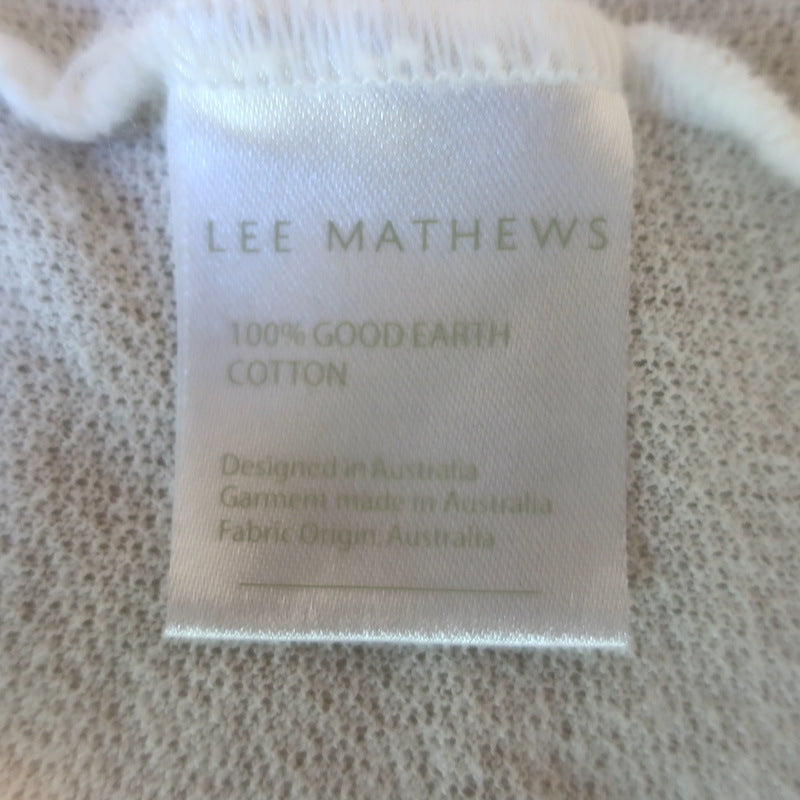 LEE MATHEWS
100% GOOD EARTH
COTTON
Designed in Australia
Garment made in Australia
Fabric Origin: Australia